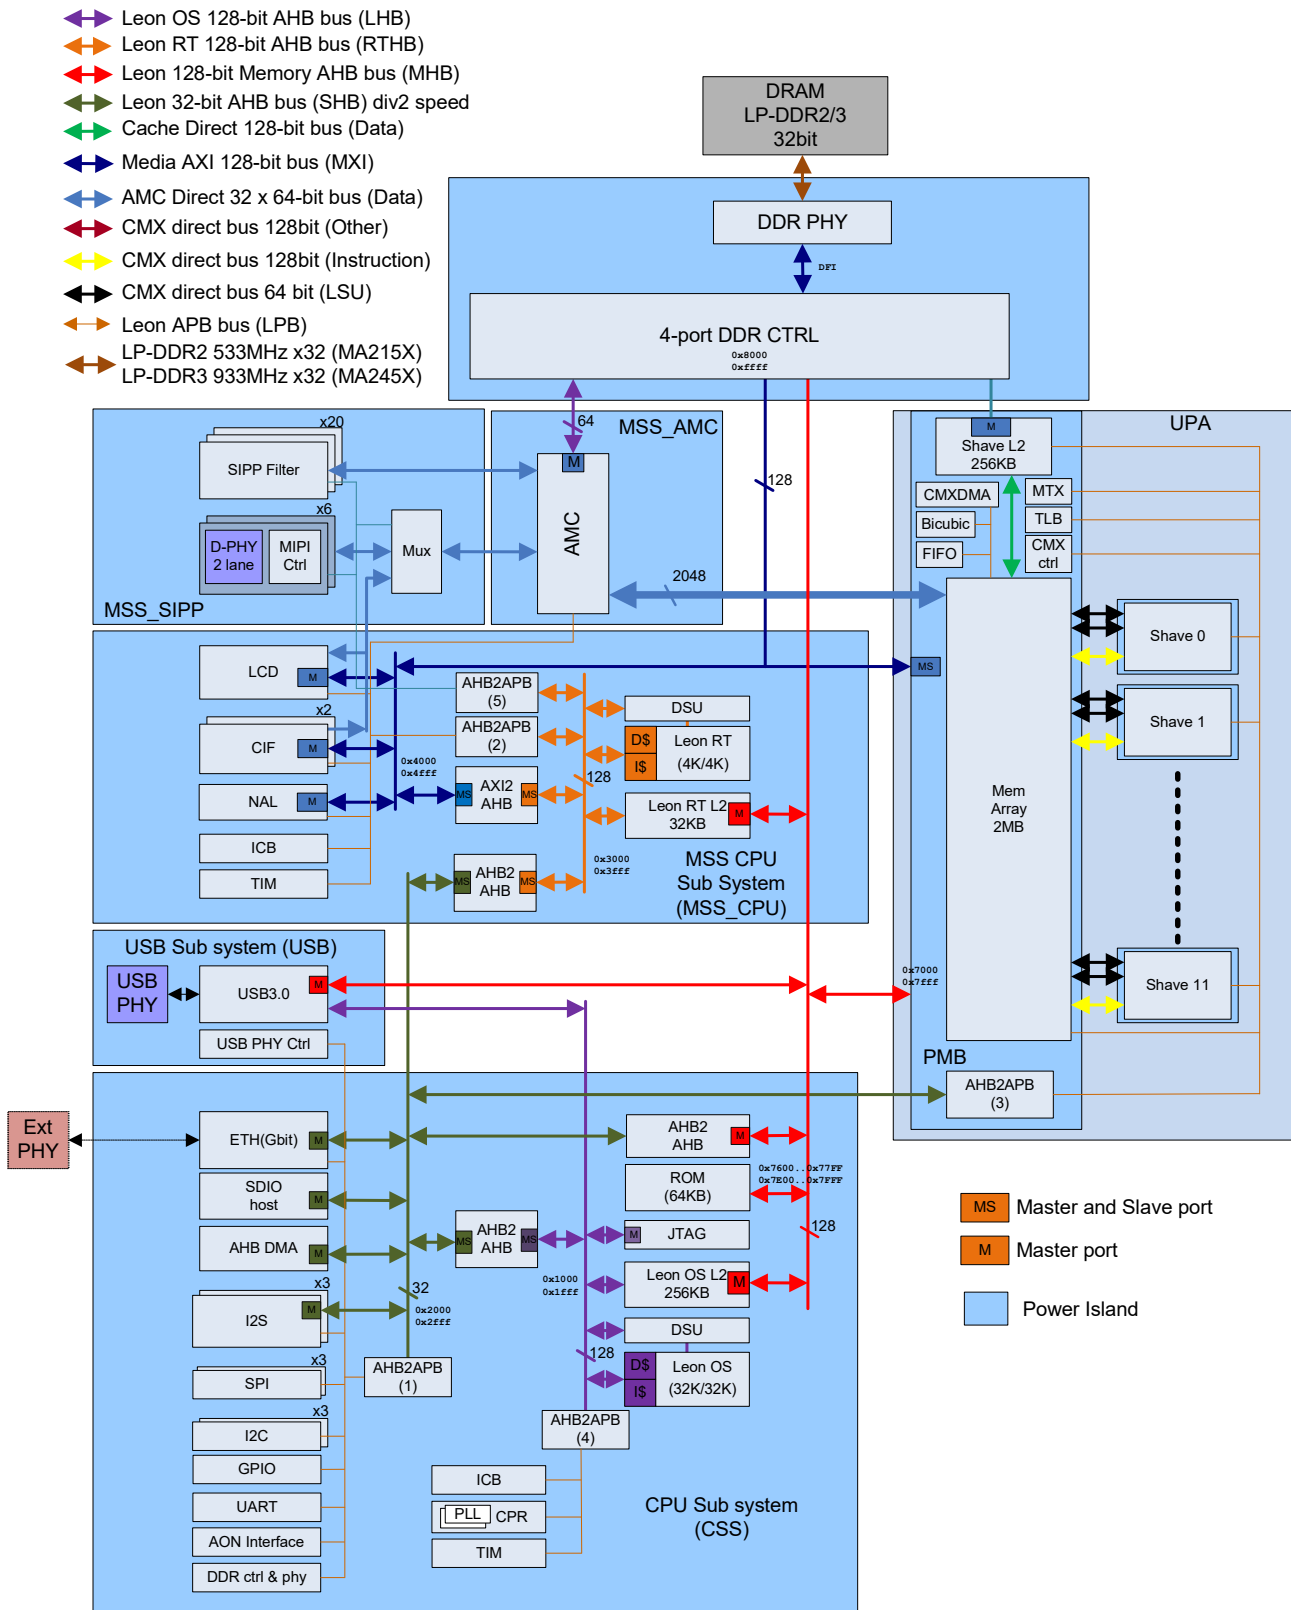 Leon OS 128-bit AHB bus (LHB)
Leon RT 128-bit AHB bus (RTHB)
Leon 128-bit Memory AHB bus (MHB)
Leon 32-bit AHB bus (SHB) div2 speed
Cache Direct 128-bit bus (Data)
Media AXI 128-bit bus (MXI)
AMC Direct 32 x 64-bit bus (Data)
CMX direct bus 128bit (Other)
CMX direct bus 128bit (Instruction)
CMX direct bus 64 bit (LSU)
Leon APB bus (LPB)
LP-DDR2 533MHz x32 (MA215X)
LP-DDR3 933MHz x32 (MA245X)
DRAM
LP-DDR2/3
32bit
DDR PHY
DFI
4-port DDR CTRL
0x8000
0xffff
x20
SIPP Filter
x6
D-PHY
2 lane
MIPI
Ctrl
Mux
MSS_SIPP
64
MSS_AMC
M
AMC
128
2048
UPA
M
Shave L2
256KB
CMXDMA
MTX
Bicubic
TLB
FIFO
CMX
ctrl
Mem
Array
2MB
MS
Shave 0
Shave 1
Shave 11
0x7000
0x7fff
PMB
AHB2APB
(3)
LCD
M
x2
CIF
M
NAL
M
ICB
TIM
0x4000
0x4fff
AHB2APB
(5)
AHB2APB
(2)
MS
AXI2
AHB
MS
MS
AHB2
AHB
MS
128
0x3000
0x3fff
DSU
D$
I$
Leon RT
(4K/4K)
Leon RT L2
32KB
M
MSS CPU
Sub System
(MSS_CPU)
USB Sub system (USB)
USB
PHY
USB3.0
M
USB PHY Ctrl
Ext
PHY
ETH(Gbit)
M
SDIO
host
M
AHB DMA
M
x3
I2S
M
x3
SPI
x3
I2C
GPIO
UART
AON Interface
DDR ctrl & phy
32
0x2000
0x2fff
AHB2APB
(1)
MS
AHB2
AHB
MS
0x1000
0x1fff
128
AHB2
AHB
M
ROM
(64KB)
0x7600..0x77FF
0x7E00..0x7FFF
M
JTAG
128
Leon OS L2
256KB
M
DSU
D$
I$
Leon OS
(32K/32K)
AHB2APB
(4)
ICB
PLL
CPR
TIM
CPU Sub system
(CSS)
MS
Master and Slave port
M
Master port
Power Island